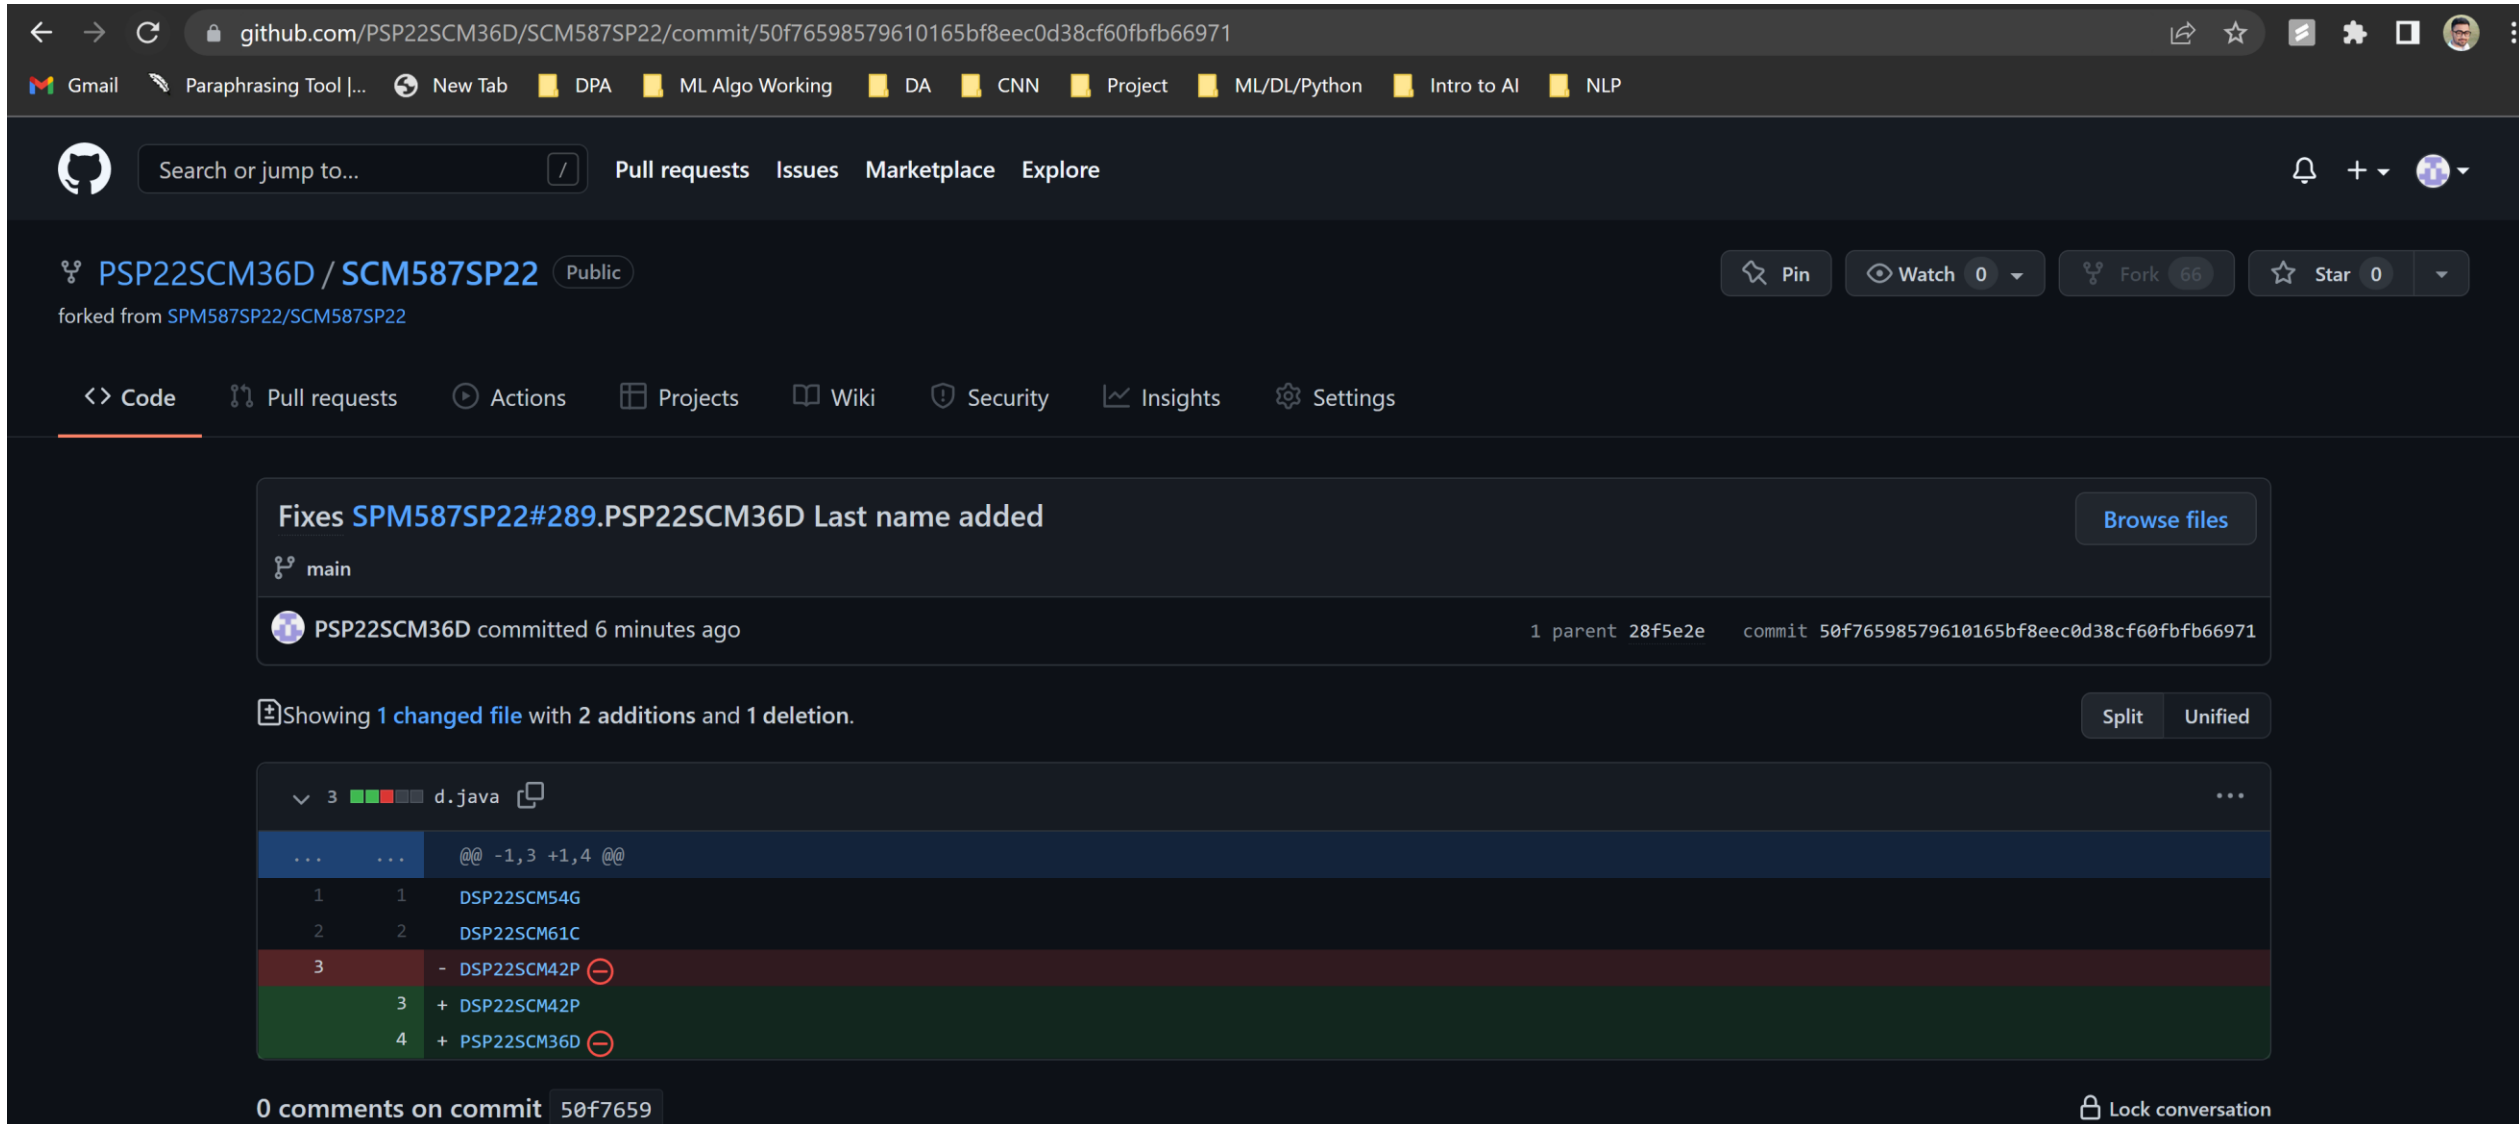 github.com/PSP22SCM36D/SCM587SP22/commit/50f76598579610165bf8eec0d38cf60fbfb66971
Gmail Paraphrasing Tool |... New Tab DPA ML Algo Working DA CNN Project ML/DL/Python Intro to AI NLP
Search or jump to... / Pull requests Issues Marketplace Explore
PSP22SCM36D / SCM587SP22 Public Pin Watch 0 Fork 66 Star 0
forked from SPM587SP22/SCM587SP22
<> Code Pull requests Actions Projects Wiki Security Insights Settings
Fixes SPM587SP22#289.PSP22SCM36D Last name added Browse files
main
PSP22SCM36D committed 6 minutes ago 1 parent 28f5e2e commit 50f76598579610165bf8eec0d38cf60fbfb66971
Showing 1 changed file with 2 additions and 1 deletion. Split Unified
3 d.java ...
... ... @@ -1,3 +1,4 @@
1 1 DSP22SCM54G
2 2 DSP22SCM61C
3 - DSP22SCM42P
3 + DSP22SCM42P
4 + PSP22SCM36D
0 comments on commit 50f7659 Lock conversation